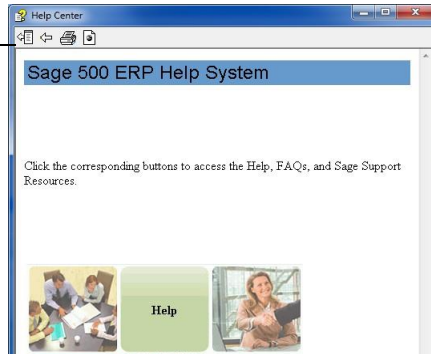 Help Center
Sage 500 ERP Help System
Click the corresponding buttons to access the Help, FAQs, and Sage Support
Resources.
Help